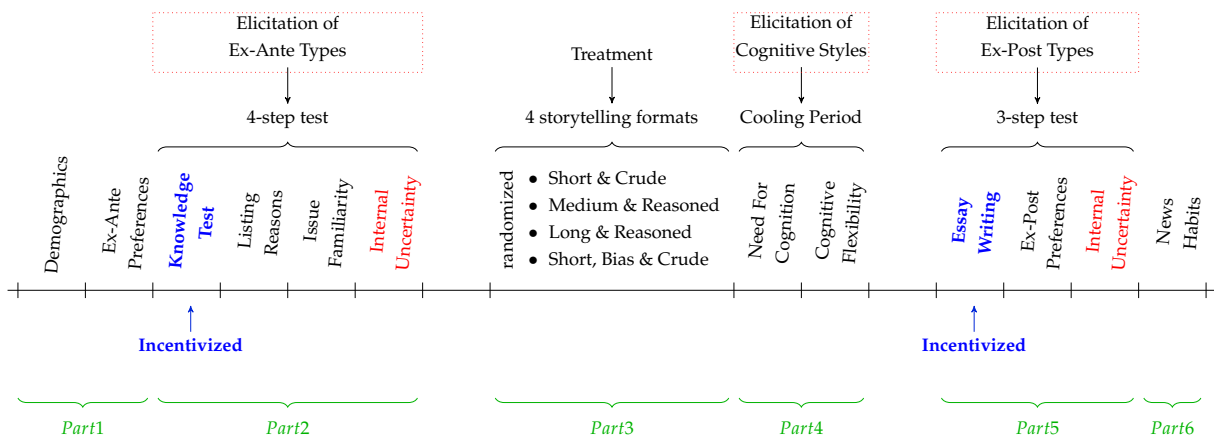 Elicitation of
Ex-Ante Types
Treatment
Elicitation of
Cognitive Styles
Elicitation of
Ex-Post Types
4-step test
4 storytelling formats
Cooling Period
3-step test
Demographics
Ex-Ante
Preferences
Knowledge
Test
Listing
Reasons
Issue
Familiarity
Internal
Uncertainty
randomized
• Short & Crude
• Medium & Reasoned
• Long & Reasoned
• Short, Bias & Crude
Need For
Cognition
Cognitive
Flexibility
Essay
Writing
Ex-Post
Preferences
Internal
Uncertainty
News
Habits
Incentivized
Incentivized
Part1
Part2
Part3
Part4
Part5
Part6